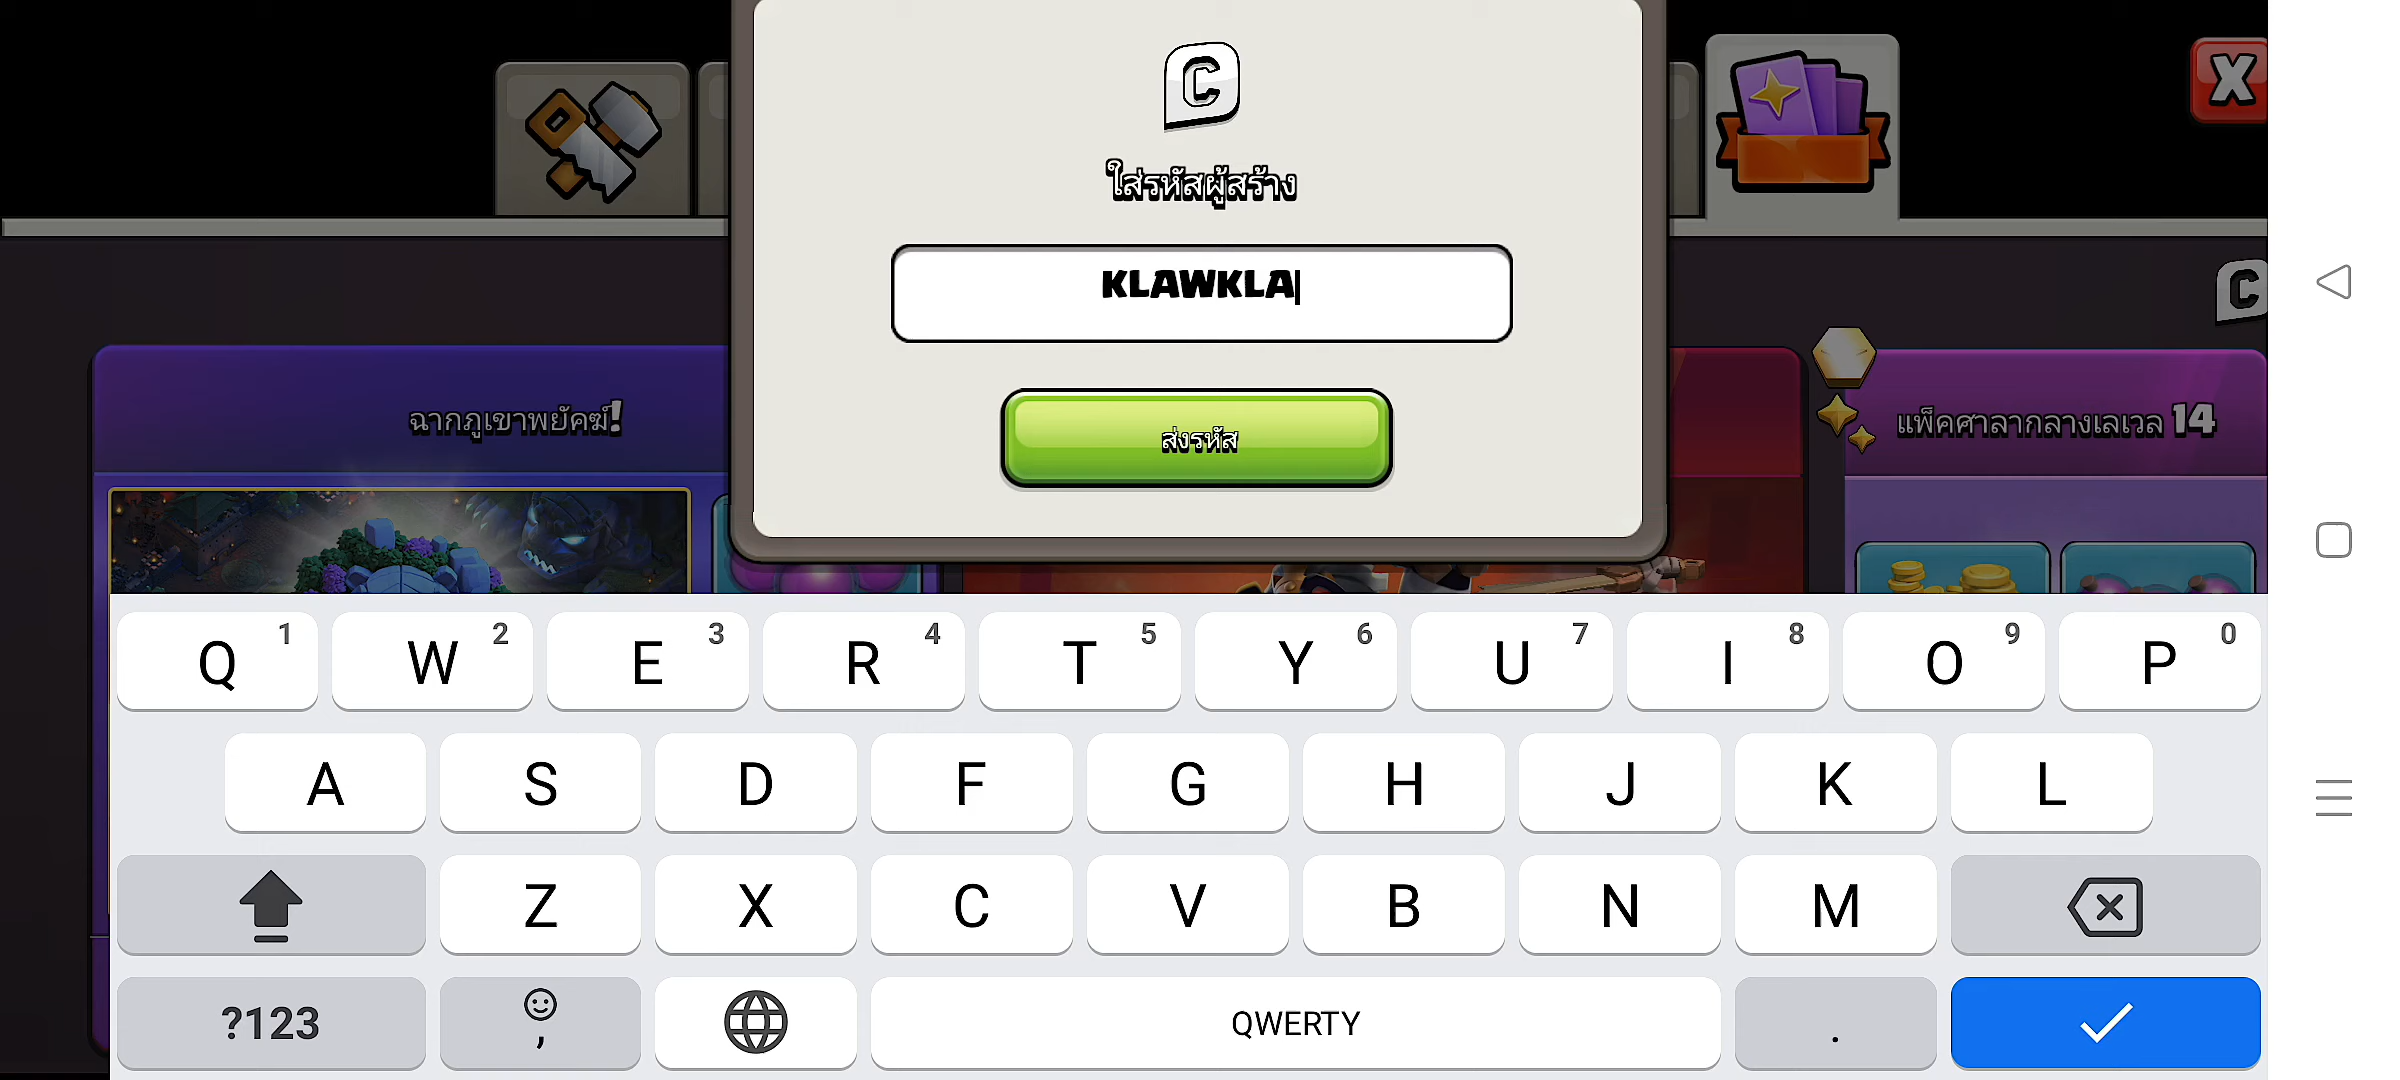 C
ใส่รหัสผู้สร้าง
KLAWKLA
ส่งรหัส
X
C
ฉากภูเขาพยัคฆ์!
แพ็คศาลากลางเลเวล 14
Q 1 W 2 E 3 R 4 T 5 Y 6 U 7 I 8 O 9 P 0
A S D F G H J K L
Z X C V B N M
?123 , QWERTY .